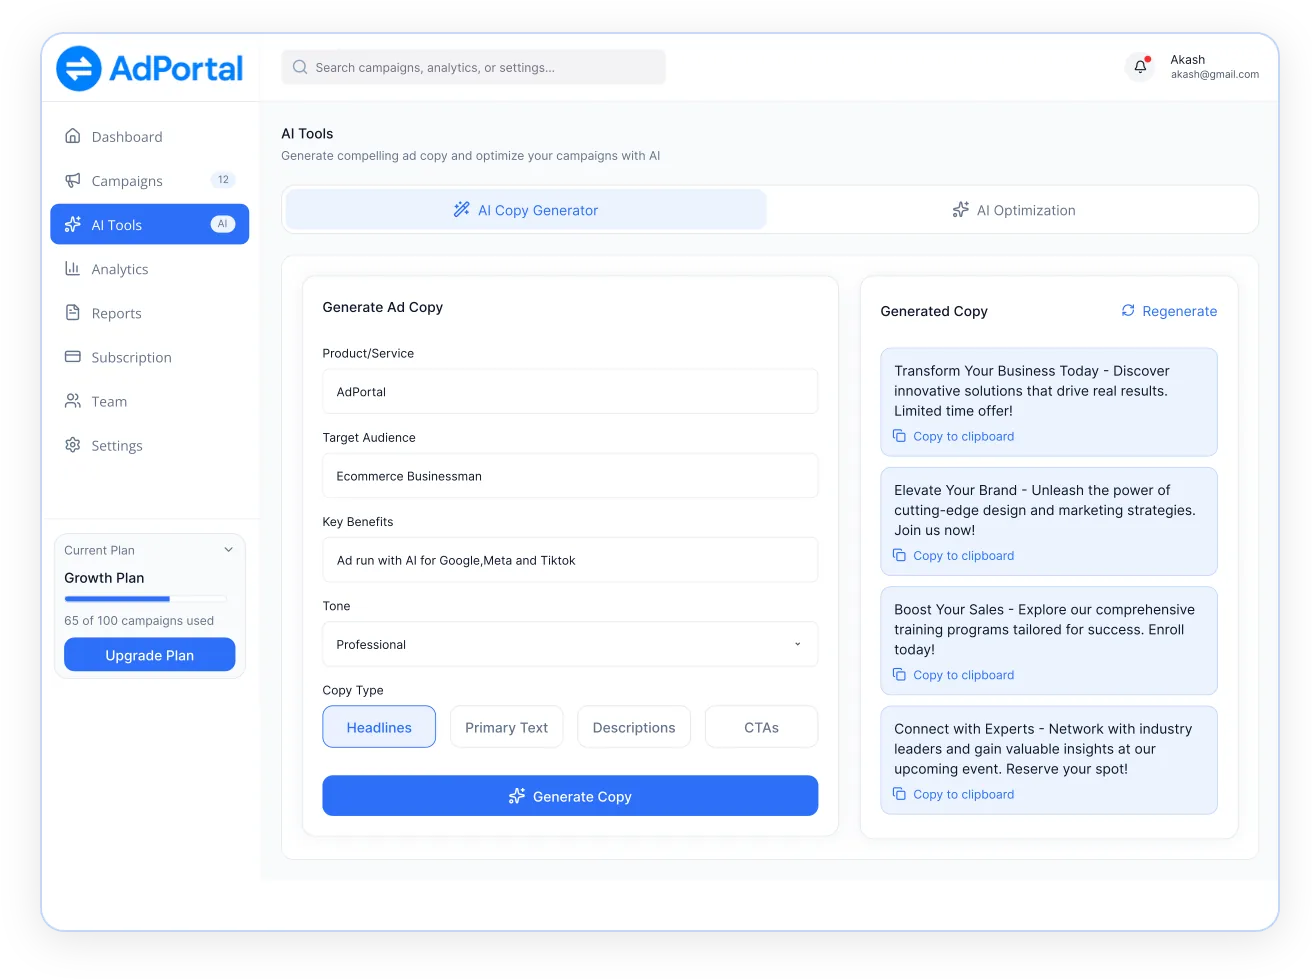 AdPortal
Search campaigns, analytics, or settings...
Akash
akash@gmail.com
Dashboard
Campaigns 12
AI Tools AI
Analytics
Reports
Subscription
Team
Settings
Current Plan
Growth Plan
65 of 100 campaigns used
Upgrade Plan
AI Tools
Generate compelling ad copy and optimize your campaigns with AI
AI Copy Generator
AI Optimization
Generate Ad Copy
Product/Service
AdPortal
Target Audience
Ecommerce Businessman
Key Benefits
Ad run with AI for Google,Meta and Tiktok
Tone
Professional
Copy Type
Headlines
Primary Text
Descriptions
CTAs
Generate Copy
Generated Copy
Regenerate
Transform Your Business Today - Discover
innovative solutions that drive real results.
Limited time offer!
Copy to clipboard
Elevate Your Brand - Unleash the power of
cutting-edge design and marketing strategies.
Join us now!
Copy to clipboard
Boost Your Sales - Explore our comprehensive
training programs tailored for success. Enroll
today!
Copy to clipboard
Connect with Experts - Network with industry
leaders and gain valuable insights at our
upcoming event. Reserve your spot!
Copy to clipboard